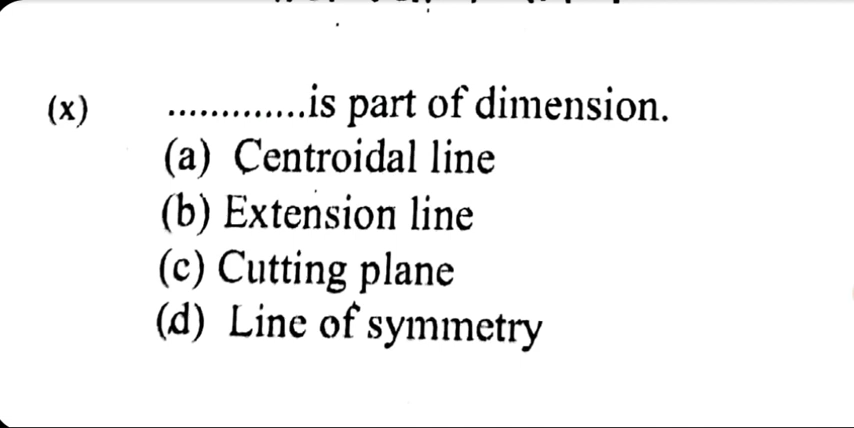 (x) ..............is part of dimension.
(a) Centroidal line
(b) Extension line
(c) Cutting plane
(d) Line of symmetry